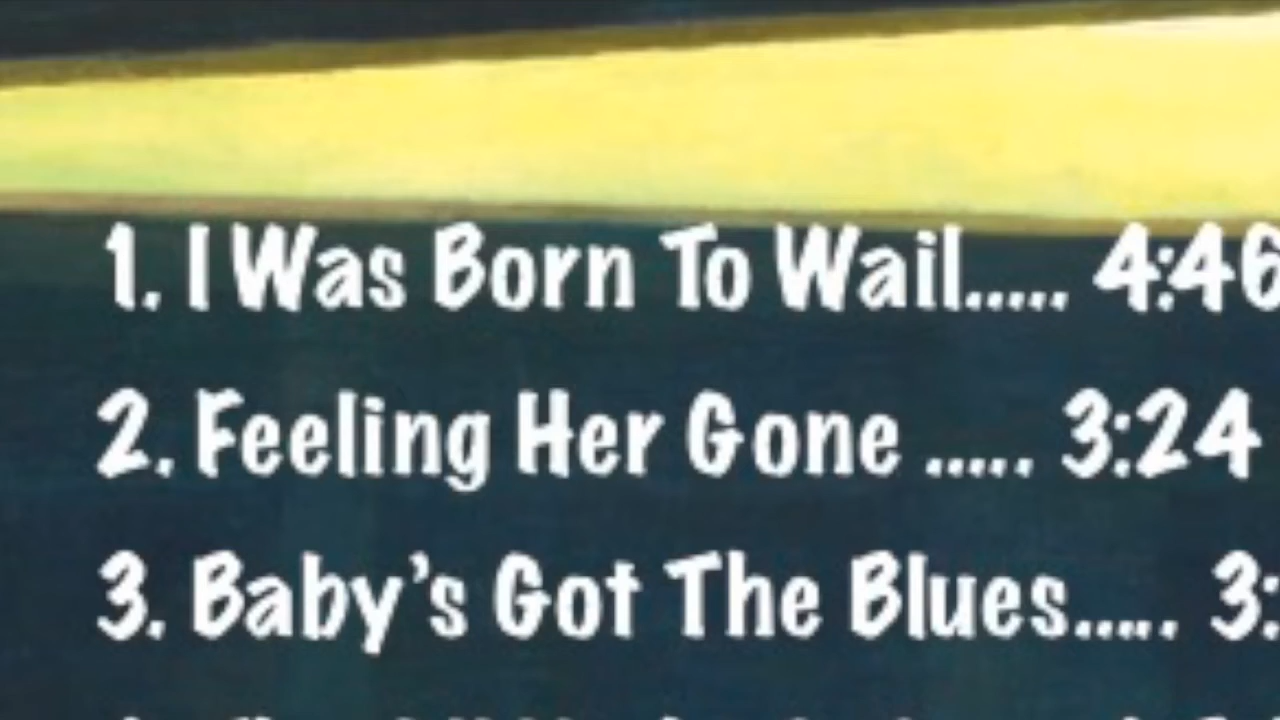 1. I Was Born To Wail..... 4:46
2. Feeling Her Gone ..... 3:24
3. Baby's Got The Blues..... 3: